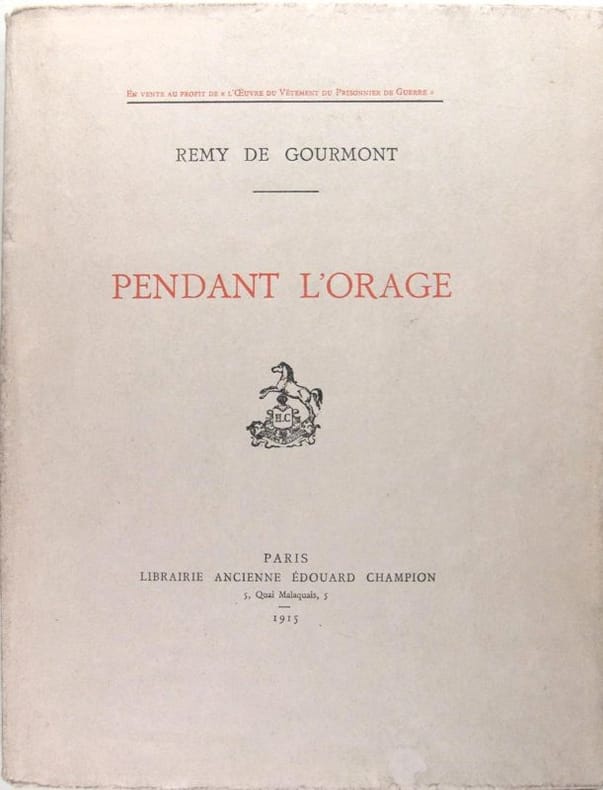 En vente au profit de « l'Œuvre du Vêtement du Prisonnier de Guerre »
REMY DE GOURMONT
PENDANT L'ORAGE
H.C
PARIS
LIBRAIRIE ANCIENNE ÉDOUARD CHAMPION
5, Quai Malaquais, 5
1915